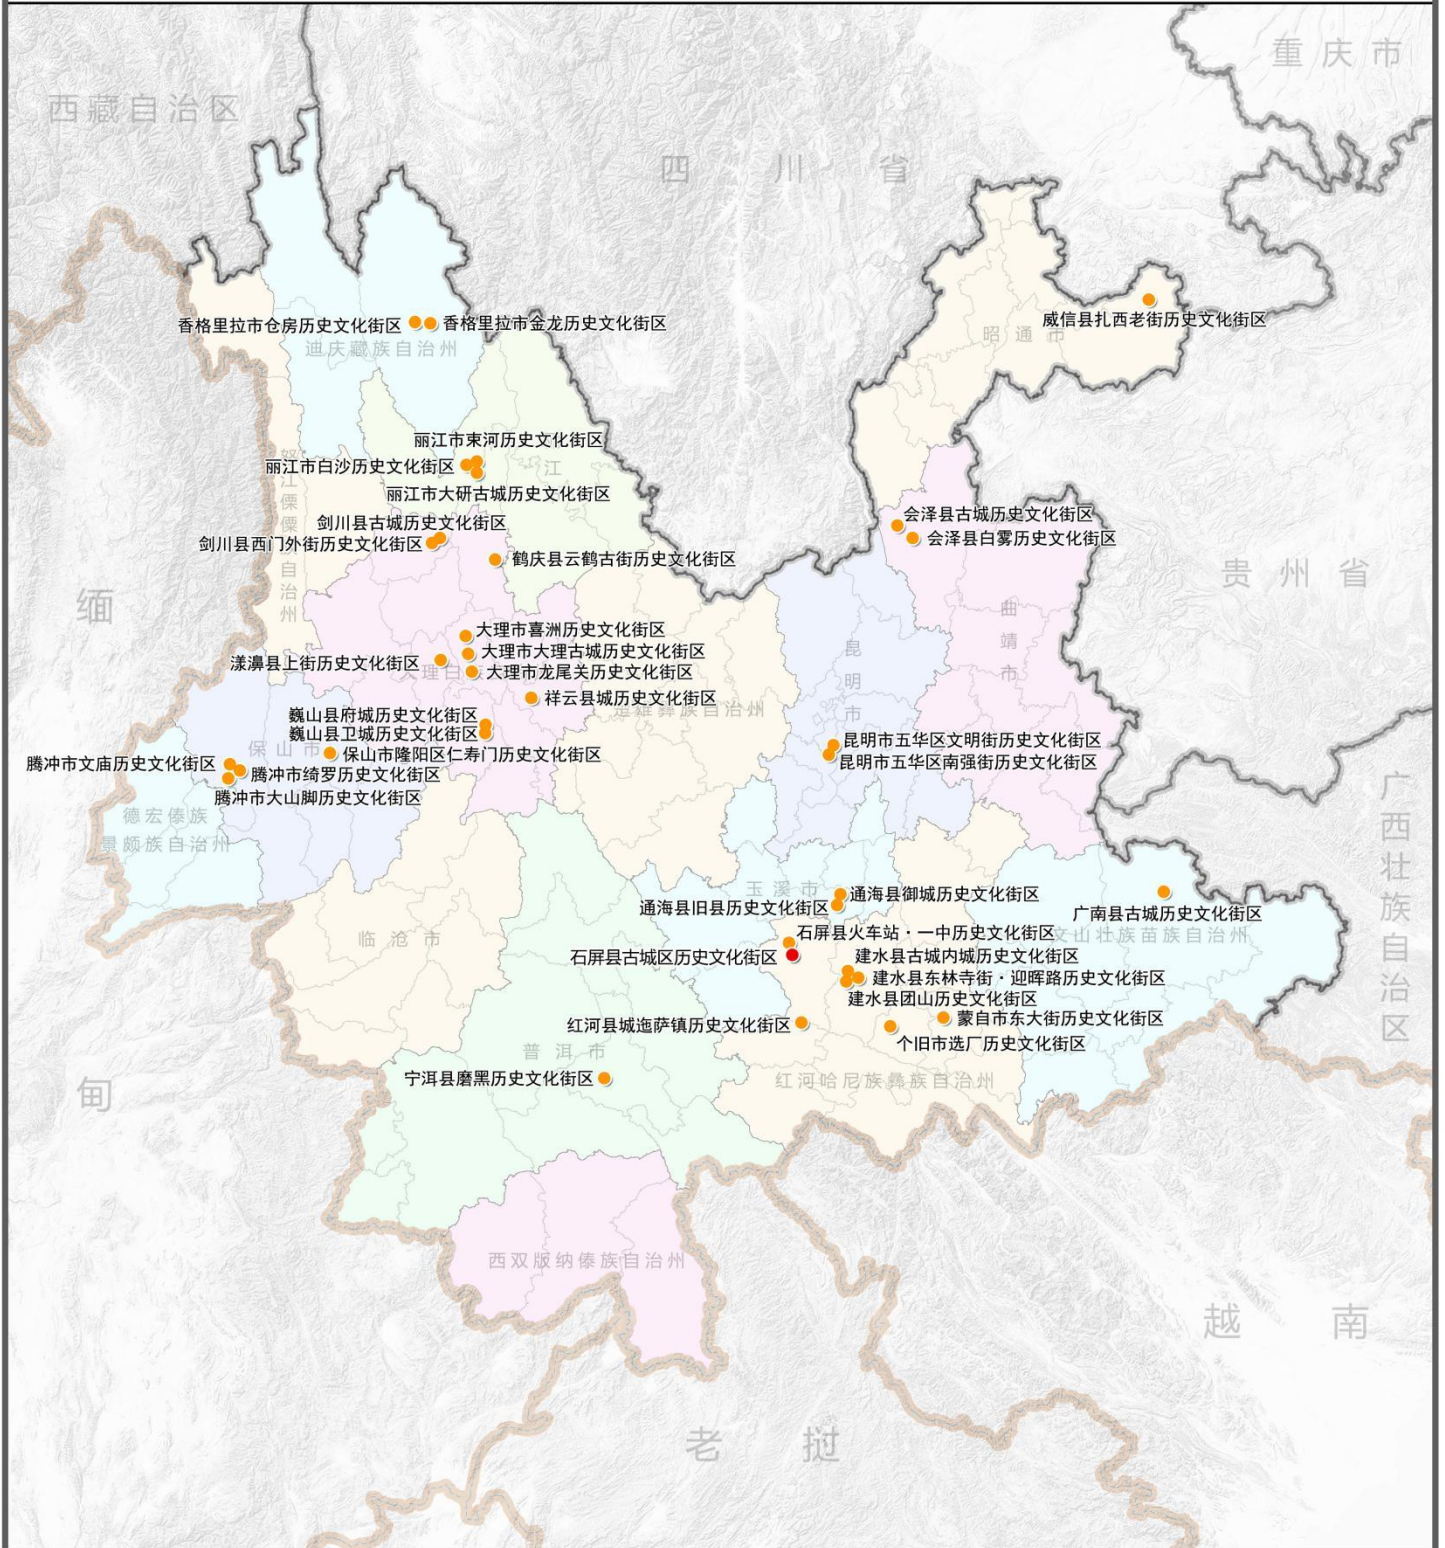 重庆市
西藏自治区
四川省
香格里拉市仓房历史文化街区
香格里拉市金龙历史文化街区
迪庆藏族自治州
威信县扎西老街历史文化街区
昭通市
丽江市束河历史文化街区
丽江市白沙历史文化街区
江
丽江市大研古城历史文化街区
怒江傈僳族自治州
剑川县古城历史文化街区
剑川县西门外街历史文化街区
鹤庆县云鹤古街历史文化街区
会泽县古城历史文化街区
会泽县白雾历史文化街区
贵州省
缅甸
曲靖市
昆明市
大理市喜洲历史文化街区
大理市大理古城历史文化街区
漾濞县上街历史文化街区
大理白族
大理市龙尾关历史文化街区
祥云县城历史文化街区
楚雄彝族自治州
巍山县府城历史文化街区
巍山县卫城历史文化街区
保山市
保山市隆阳区仁寿门历史文化街区
昆明市五华区文明街历史文化街区
昆明市五华区南强街历史文化街区
腾冲市文庙历史文化街区
腾冲市绮罗历史文化街区
腾冲市大山脚历史文化街区
德宏傣族
景颇族自治州
广西壮族自治区
玉溪市
通海县御城历史文化街区
通海县旧县历史文化街区
广南县古城历史文化街区
文山壮族苗族自治州
临沧市
石屏县火车站·一中历史文化街区
石屏县古城区历史文化街区
建水县古城内城历史文化街区
建水县东林寺街·迎晖路历史文化街区
建水县团山历史文化街区
红河县城迤萨镇历史文化街区
蒙自市东大街历史文化街区
个旧市选厂历史文化街区
普洱市
宁洱县磨黑历史文化街区
红河哈尼族彝族自治州
西双版纳傣族自治州
越南
老挝